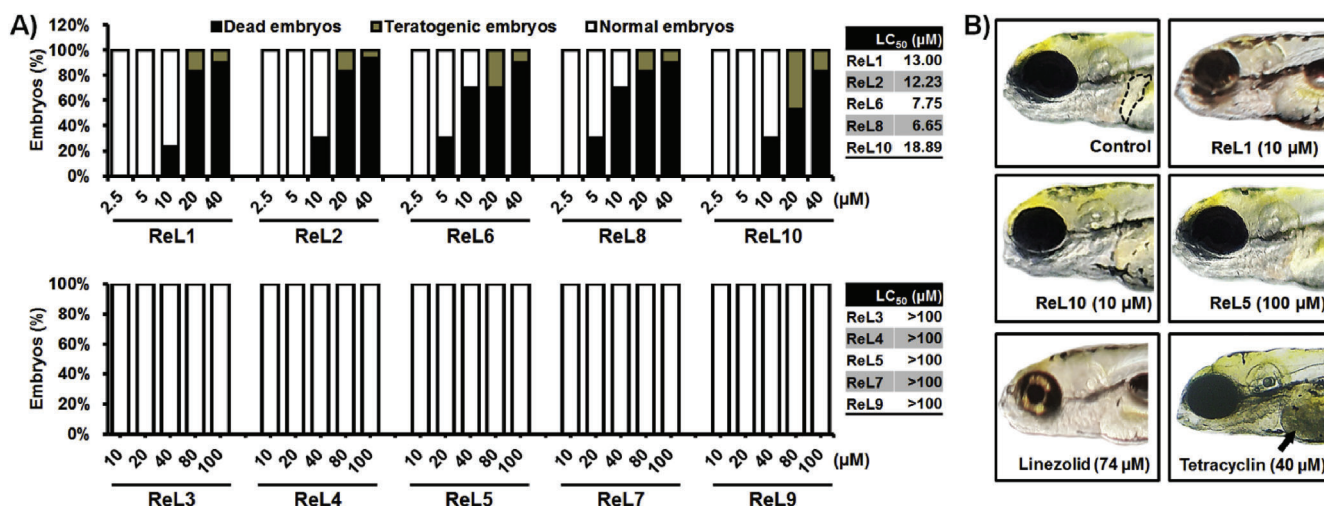 A)
Dead embryos Teratogenic embryos Normal embryos
Embryos (%)
120%
100%
80%
60%
40%
20%
0%
2.5 5 10 20 40 2.5 5 10 20 40 2.5 5 10 20 40 2.5 5 10 20 40 2.5 5 10 20 40 (µM)
ReL1 ReL2 ReL6 ReL8 ReL10
LC50 (µM)
ReL1 13.00
ReL2 12.23
ReL6 7.75
ReL8 6.65
ReL10 18.89
Embryos (%)
100%
80%
60%
40%
20%
0%
10 20 40 80 100 10 20 40 80 100 10 20 40 80 100 10 20 40 80 100 10 20 40 80 100 (µM)
ReL3 ReL4 ReL5 ReL7 ReL9
LC50 (µM)
ReL3 >100
ReL4 >100
ReL5 >100
ReL7 >100
ReL9 >100
B)
Control
ReL1 (10 µM)
ReL10 (10 µM)
ReL5 (100 µM)
Linezolid (74 µM)
Tetracyclin (40 µM)